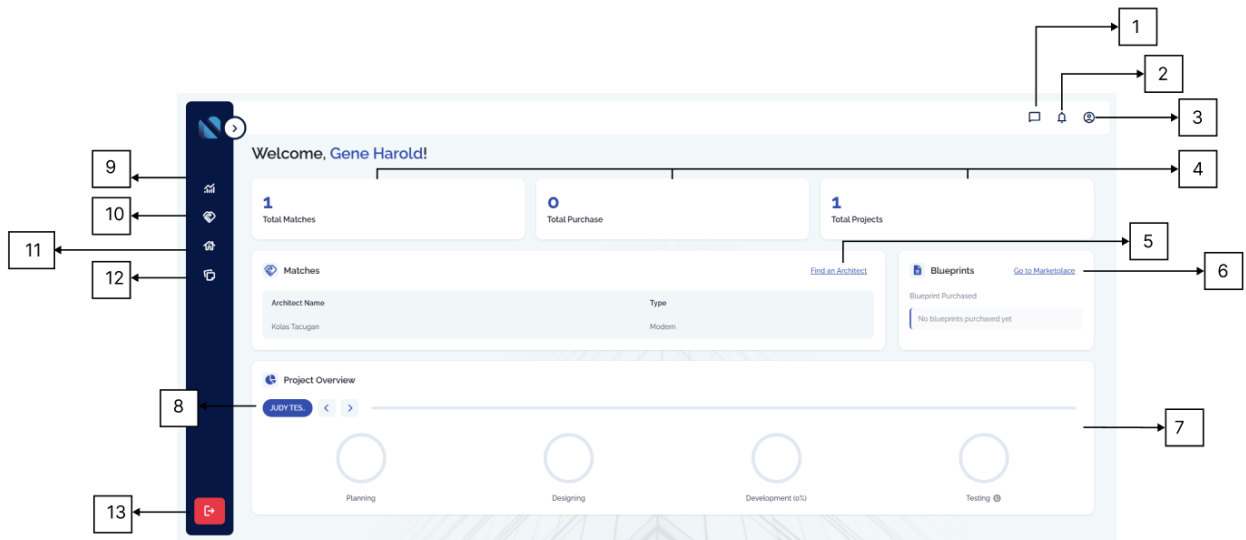 1
2
3
Welcome, Gene Harold!
4
9
1
Total Matches
0
Total Purchase
1
Total Projects
10
11
5
Matches
Find an Architect
Blueprints
Go to Marketplace
6
12
Architect Name
Type
Blueprint Purchased
Kolas Tacugan
Modern
No blueprints purchased yet
Project Overview
8
JUDY TES..
7
Planning
Designing
Development (0%)
Testing
13